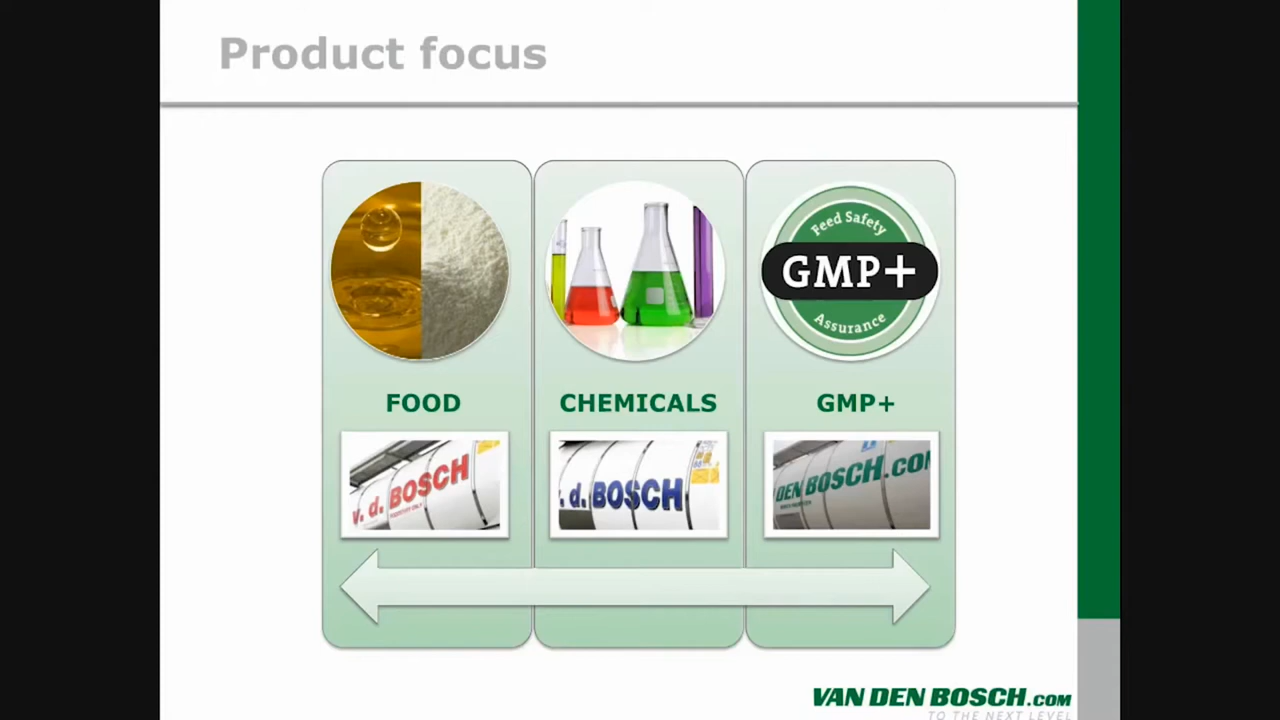 Product focus
Feed Safety
GMP+
Assurance
FOOD
CHEMICALS
GMP+
v. d. BOSCH
. d. BOSCH
DEN BOSCH.CO
VAN DEN BOSCH.COM
TO THE NEXT LEVEL